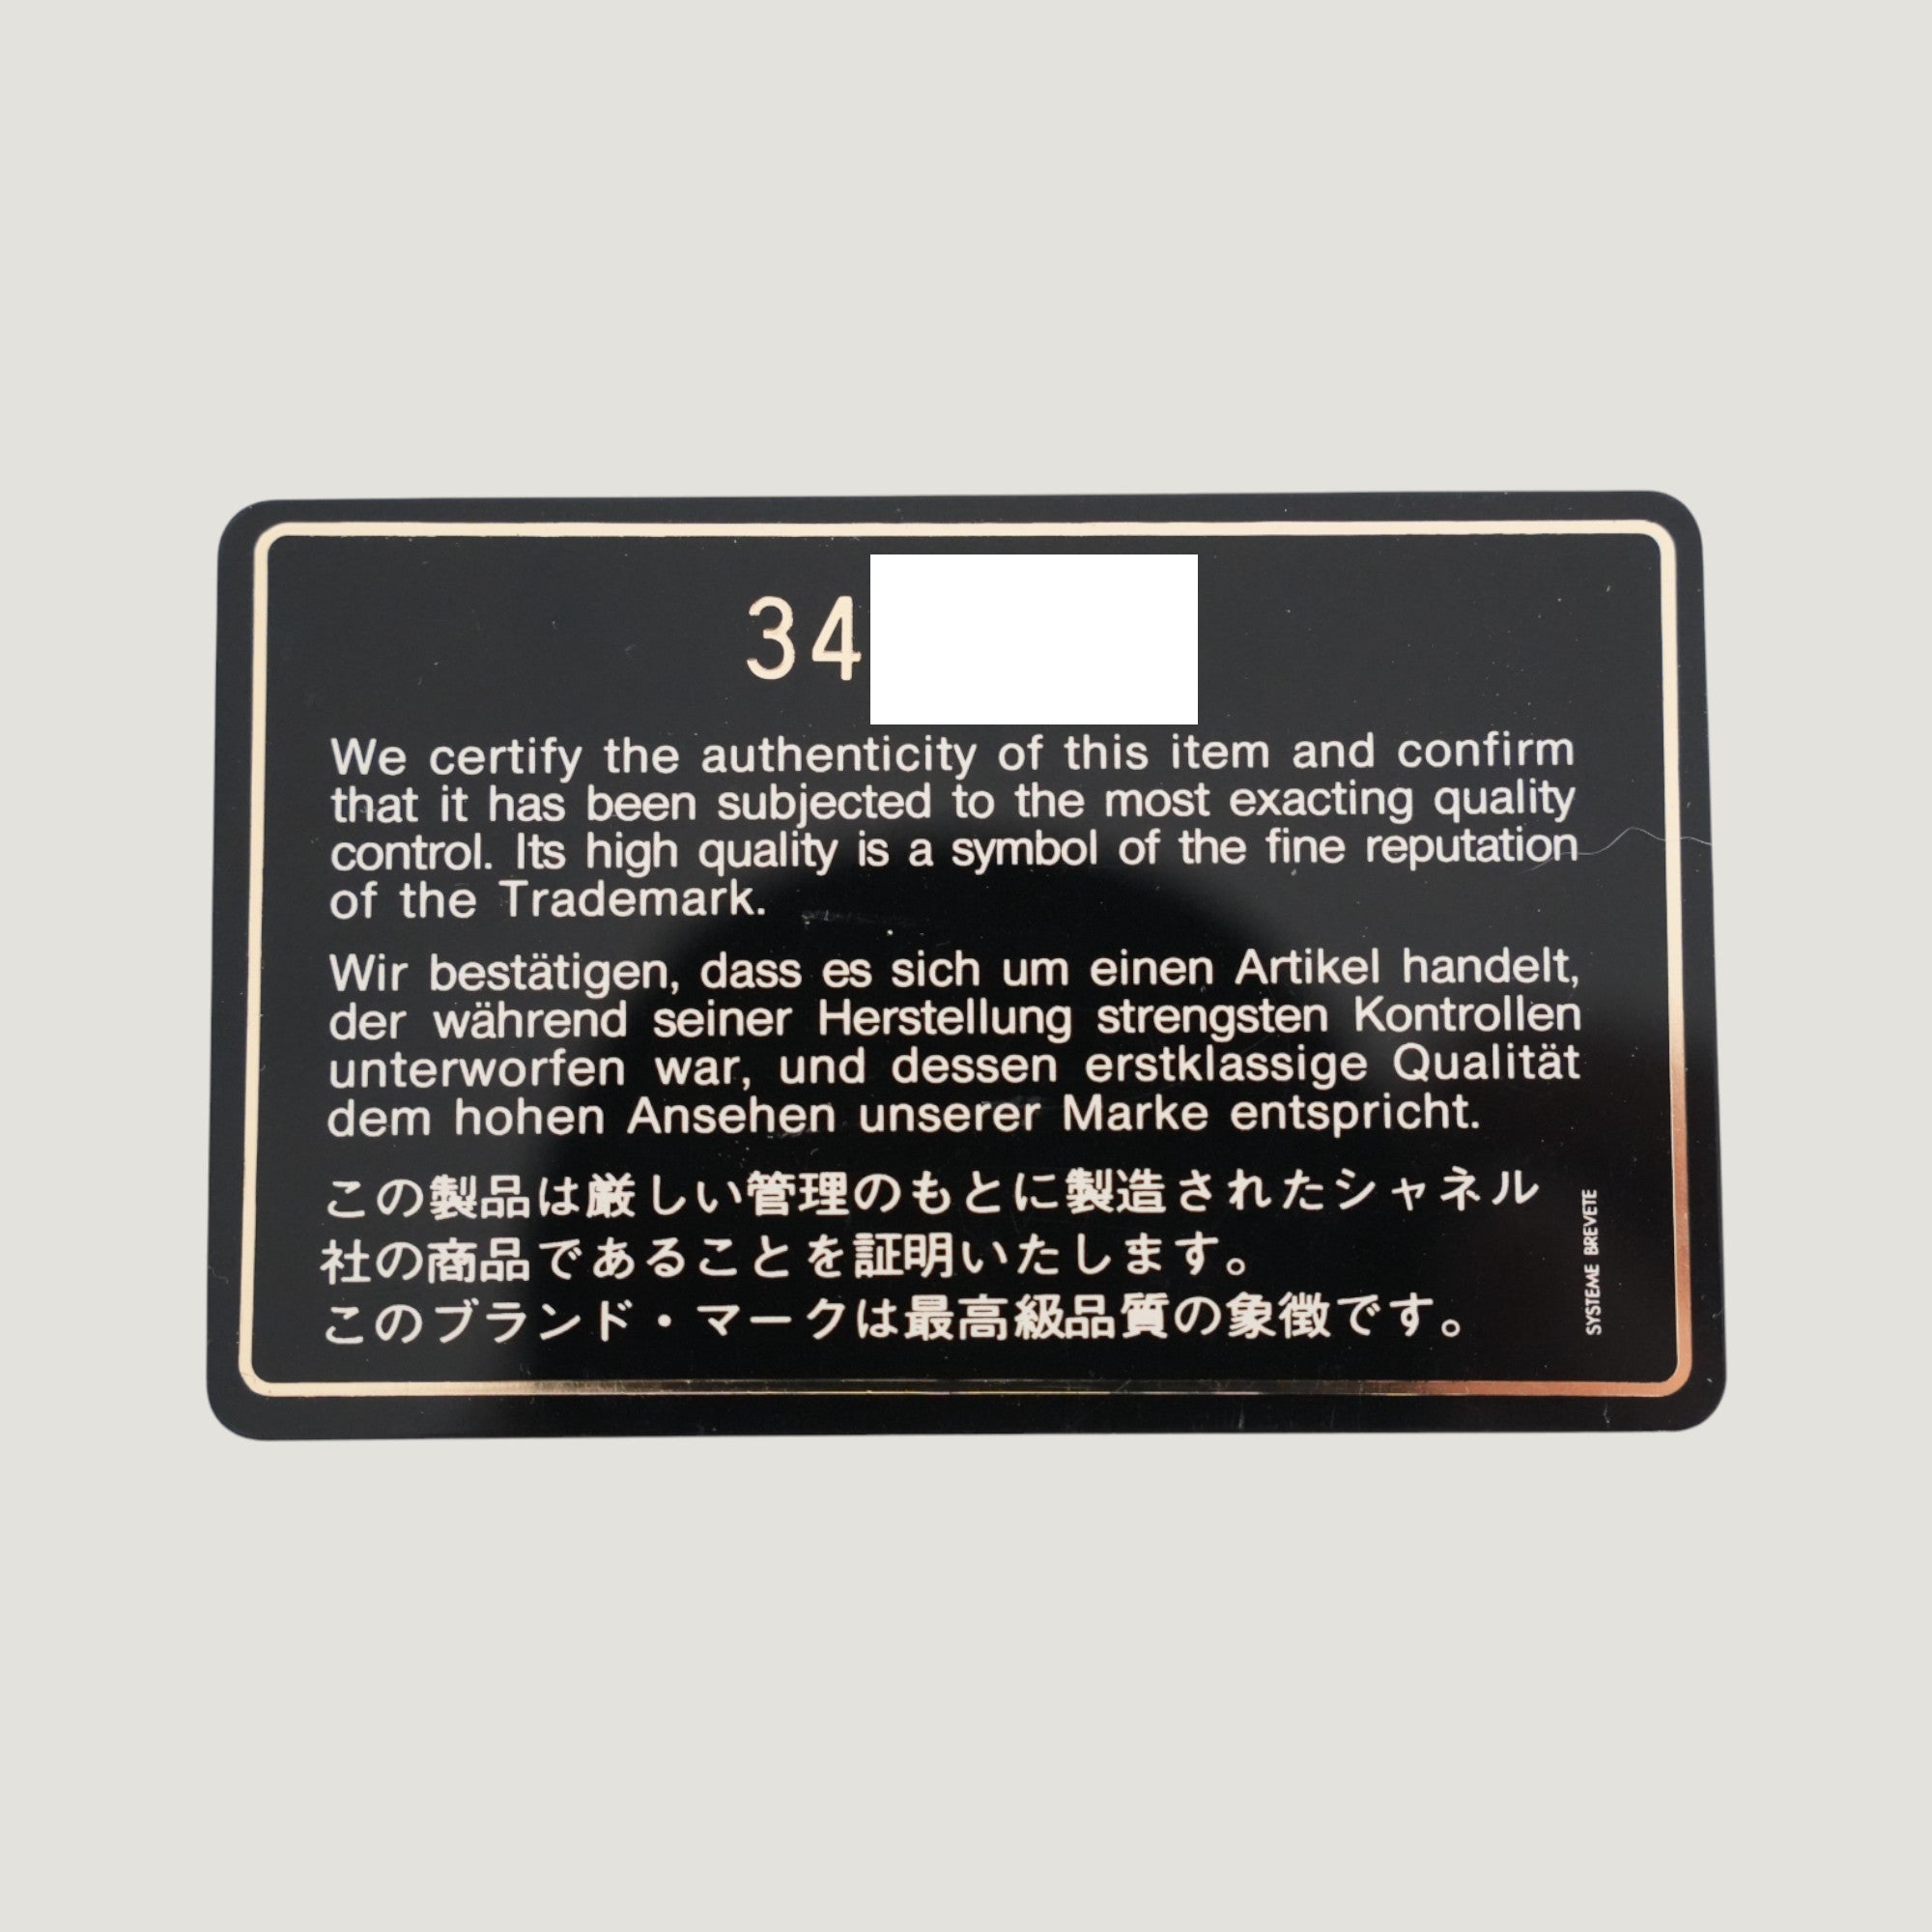 34
We certify the authenticity of this item and confirm
that it has been subjected to the most exacting quality
control. Its high quality is a symbol of the fine reputation
of the Trademark.
Wir bestätigen, dass es sich um einen Artikel handelt,
der während seiner Herstellung strengsten Kontrollen
unterworfen war, und dessen erstklassige Qualität
dem hohen Ansehen unserer Marke entspricht.
この製品は厳しい管理のもとに製造されたシャネル
社の商品であることを証明いたします。
このブランド・マークは最高級品質の象徴です。
SYSTEME BREVETE